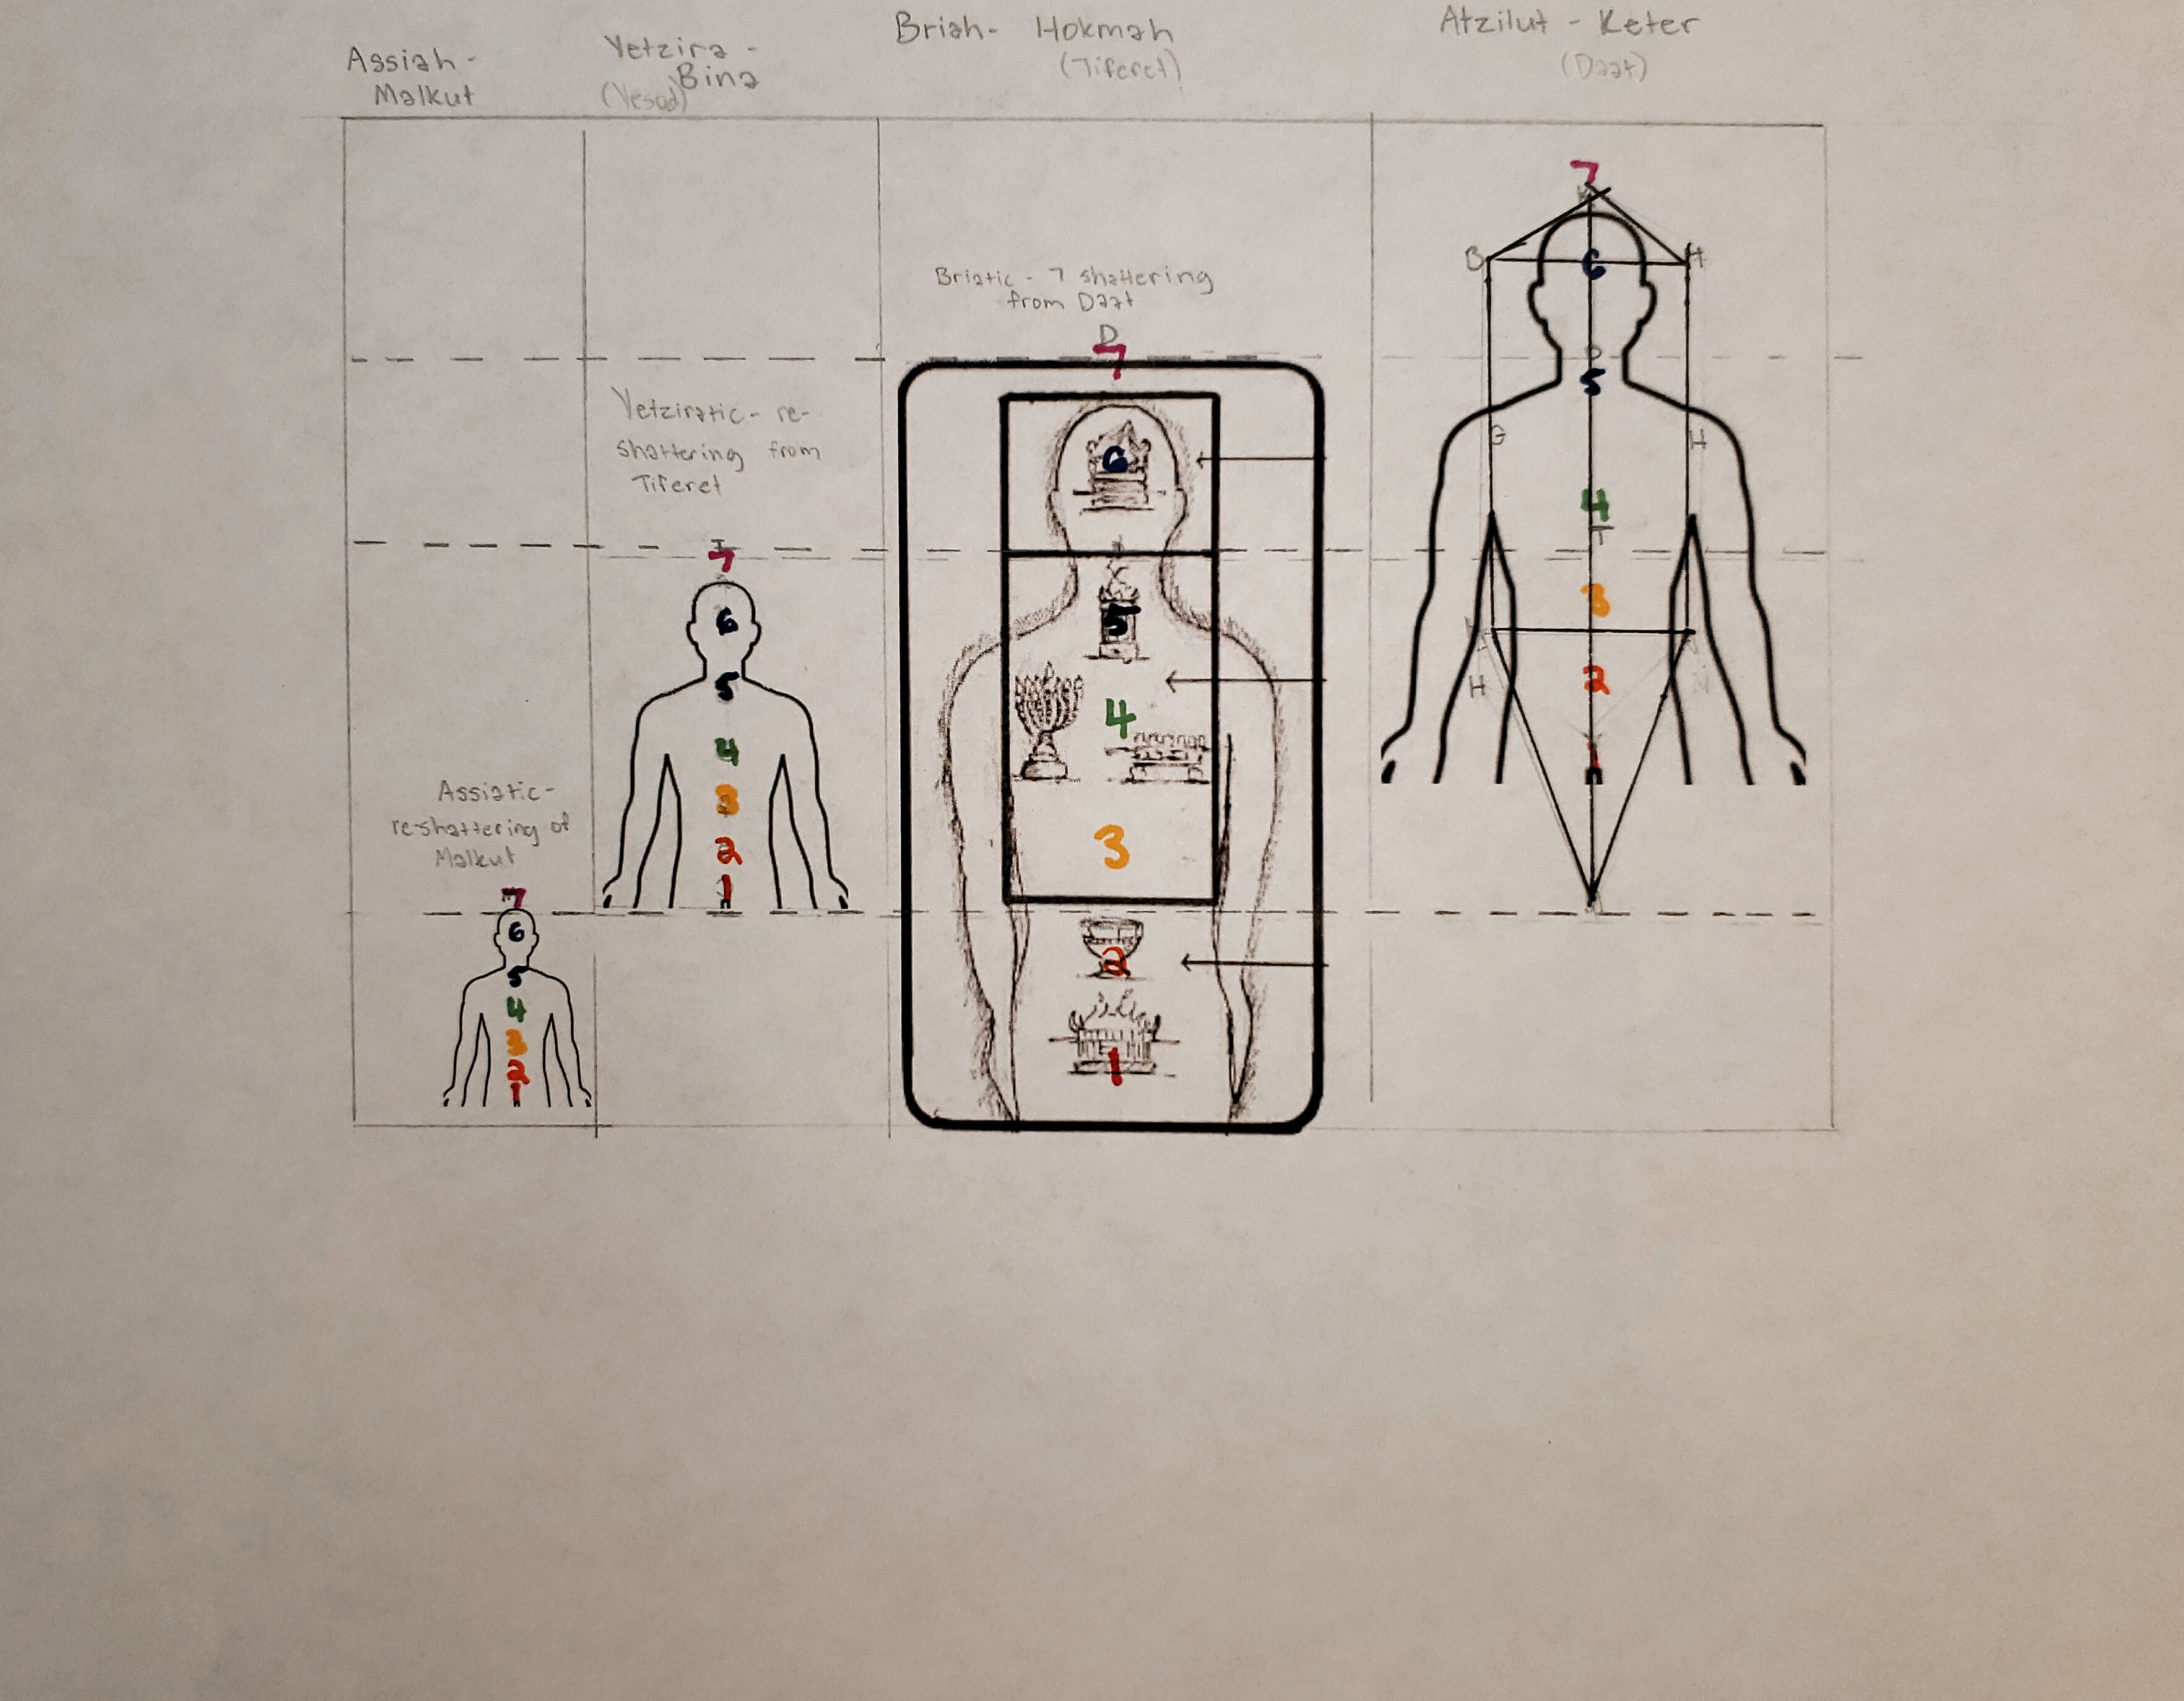 Assiah-
Malkut
Yetzira -
Bina
(Yesod)
Briah- Hokmah
(Tiferet)
Atzilut - Keter
(Daat)
Assiatic-
re-shattering of
Malkut
7
6
5
4
3
2
1
Yetziratic- re-
shattering from
Tiferet
T
7
6
5
4
3
2
1
Briatic - 7 shattering
from Daat
D
7
6
5
4
3
2
1
7
K
B
6
H
D
5
G
H
4
T
3
2
H
N
1